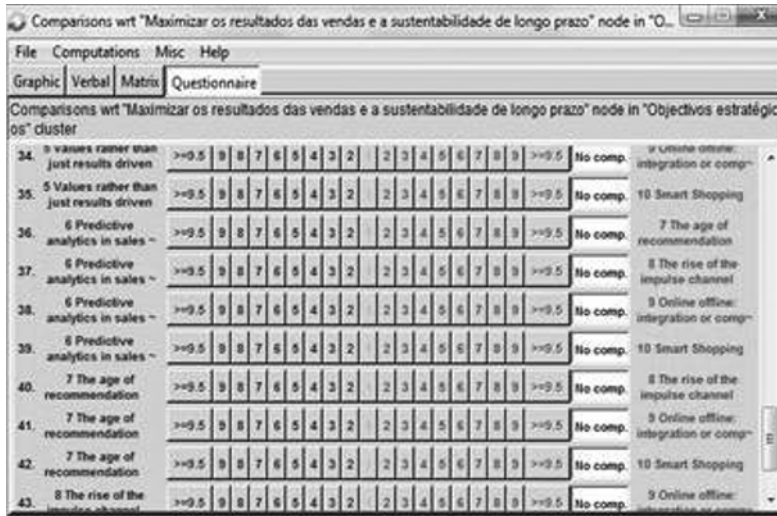 Comparisons wrt "Maximizar os resultados das vendas e a sustentabilidade de longo prazo" node in "O...
File Computations Misc Help
Graphic Verbal Matrix Questionnaire
Comparisons wrt "Maximizar os resultados das vendas e a sustentabilidade de longo prazo" node in "Objectivos estratégic
os" cluster
34. 5 Values rather than just results driven >=9.5 9 8 7 6 5 4 3 2 1 2 3 4 5 6 7 8 9 >=9.5 No comp. 9 Online offline: integration or comp~
35. 5 Values rather than just results driven >=9.5 9 8 7 6 5 4 3 2 1 2 3 4 5 6 7 8 9 >=9.5 No comp. 10 Smart Shopping
36. 6 Predictive analytics in sales ~ >=9.5 9 8 7 6 5 4 3 2 1 2 3 4 5 6 7 8 9 >=9.5 No comp. 7 The age of recommendation
37. 6 Predictive analytics in sales ~ >=9.5 9 8 7 6 5 4 3 2 1 2 3 4 5 6 7 8 9 >=9.5 No comp. 8 The rise of the impulse channel
38. 6 Predictive analytics in sales ~ >=9.5 9 8 7 6 5 4 3 2 1 2 3 4 5 6 7 8 9 >=9.5 No comp. 9 Online offline: integration or comp~
39. 6 Predictive analytics in sales ~ >=9.5 9 8 7 6 5 4 3 2 1 2 3 4 5 6 7 8 9 >=9.5 No comp. 10 Smart Shopping
40. 7 The age of recommendation >=9.5 9 8 7 6 5 4 3 2 1 2 3 4 5 6 7 8 9 >=9.5 No comp. 8 The rise of the impulse channel
41. 7 The age of recommendation >=9.5 9 8 7 6 5 4 3 2 1 2 3 4 5 6 7 8 9 >=9.5 No comp. 9 Online offline: integration or comp~
42. 7 The age of recommendation >=9.5 9 8 7 6 5 4 3 2 1 2 3 4 5 6 7 8 9 >=9.5 No comp. 10 Smart Shopping
43. 8 The rise of the impulse channel >=9.5 9 8 7 6 5 4 3 2 1 2 3 4 5 6 7 8 9 >=9.5 No comp. 9 Online offline: